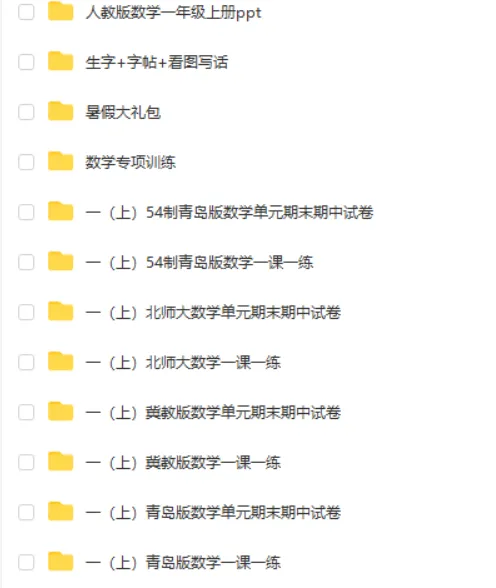 人教版数学一年级上册ppt
生字+字帖+看图写话
暑假大礼包
数学专项训练
一（上）54制青岛版数学单元期末期中试卷
一（上）54制青岛版数学一课一练
一（上）北师大数学单元期末期中试卷
一（上）北师大数学一课一练
一（上）冀教版数学单元期末期中试卷
一（上）冀教版数学一课一练
一（上）青岛版数学单元期末期中试卷
一（上）青岛版数学一课一练